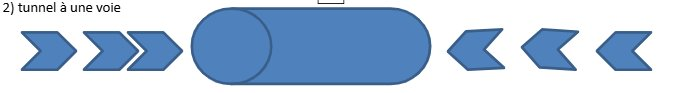 2) tunnel à une voie